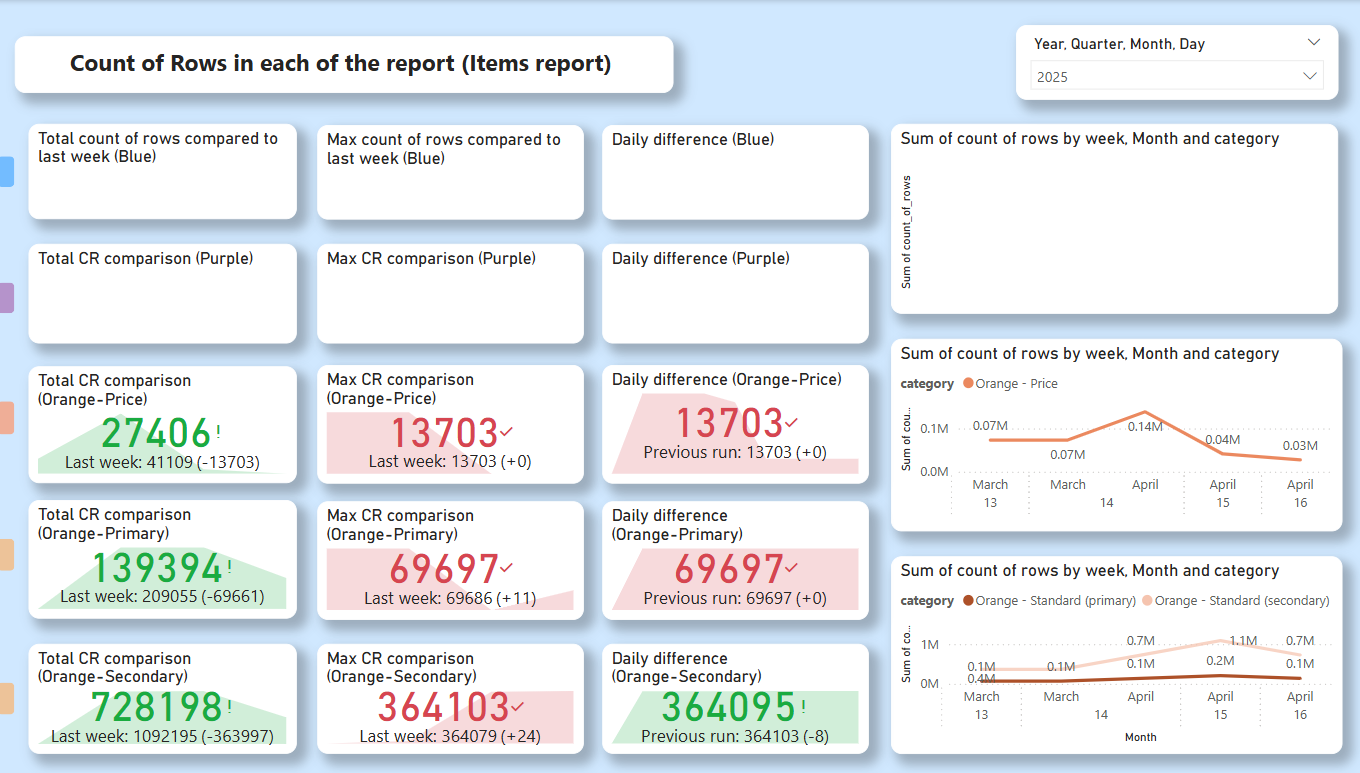 Count of Rows in each of the report (Items report)
Year, Quarter, Month, Day
2025
Total count of rows compared to
last week (Blue)
Max count of rows compared to
last week (Blue)
Daily difference (Blue)
Sum of count of rows by week, Month and category
Sum of count_of_rows
Total CR comparison (Purple)
Max CR comparison (Purple)
Daily difference (Purple)
Total CR comparison
(Orange-Price)
27406!
Last week: 41109 (-13703)
Max CR comparison
(Orange-Price)
13703
Last week: 13703 (+0)
Daily difference (Orange-Price)
13703
Previous run: 13703 (+0)
Sum of count of rows by week, Month and category
category Orange - Price
Sum of cou...
0.1M
0.0M
0.07M
0.07M
0.14M
0.04M
0.03M
March March April April April
13 14 15 16
Total CR comparison
(Orange-Primary)
139394!
Last week: 209055 (-69661)
Max CR comparison
(Orange-Primary)
69697
Last week: 69686 (+11)
Daily difference
(Orange-Primary)
69697
Previous run: 69697 (+0)
Total CR comparison
(Orange-Secondary)
728198!
Last week: 1092195 (-363997)
Max CR comparison
(Orange-Secondary)
364103
Last week: 364079 (+24)
Daily difference
(Orange-Secondary)
364095!
Previous run: 364103 (-8)
Sum of count of rows by week, Month and category
category Orange - Standard (primary) Orange - Standard (secondary)
Sum of co...
1M
0M
0.7M 1.1M 0.7M
0.1M 0.1M 0.1M 0.2M 0.1M
0.4M
March March April April April
13 14 15 16
Month